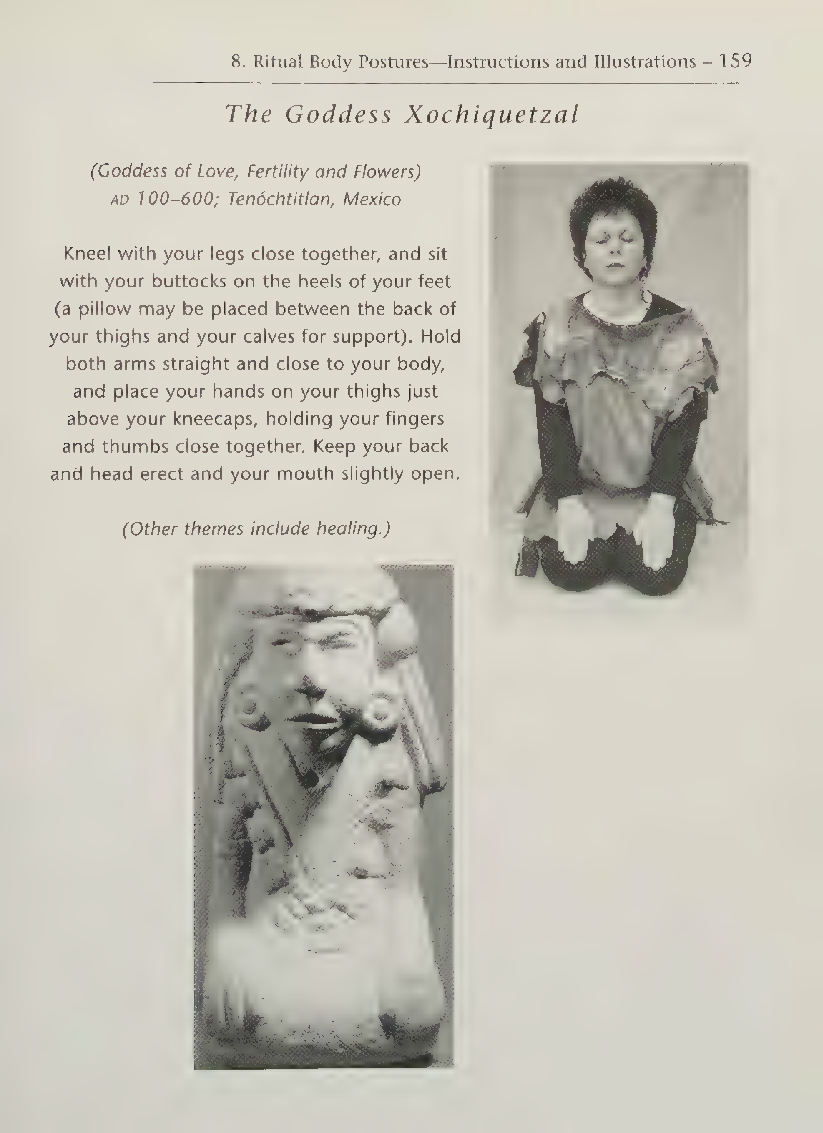 8. Ritual Body Postures—Instructions and Illustrations – 159
The Goddess Xochiquetzal
(Goddess of Love, Fertility and Flowers)
AD 100–600; Tenóchtitlan, Mexico
Kneel with your legs close together, and sit
with your buttocks on the heels of your feet
(a pillow may be placed between the back of
your thighs and your calves for support). Hold
both arms straight and close to your body,
and place your hands on your thighs just
above your kneecaps, holding your fingers
and thumbs close together. Keep your back
and head erect and your mouth slightly open.
(Other themes include healing.)